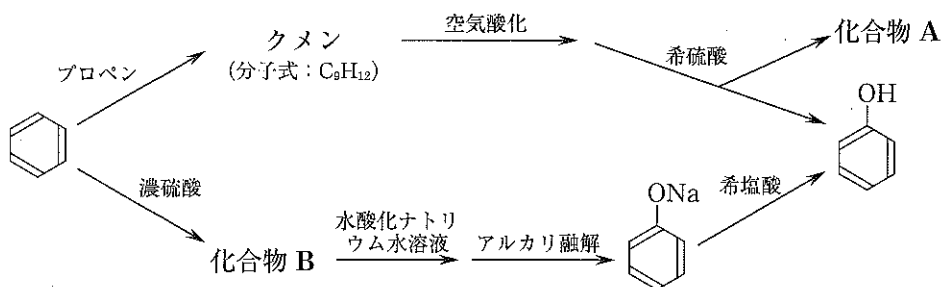 クメン
(分子式：C₉H₁₂)
空気酸化
希硫酸
化合物 A
プロペン
OH
濃硫酸
化合物 B
水酸化ナトリ
ウム水溶液
アルカリ融解
ONa
希塩酸